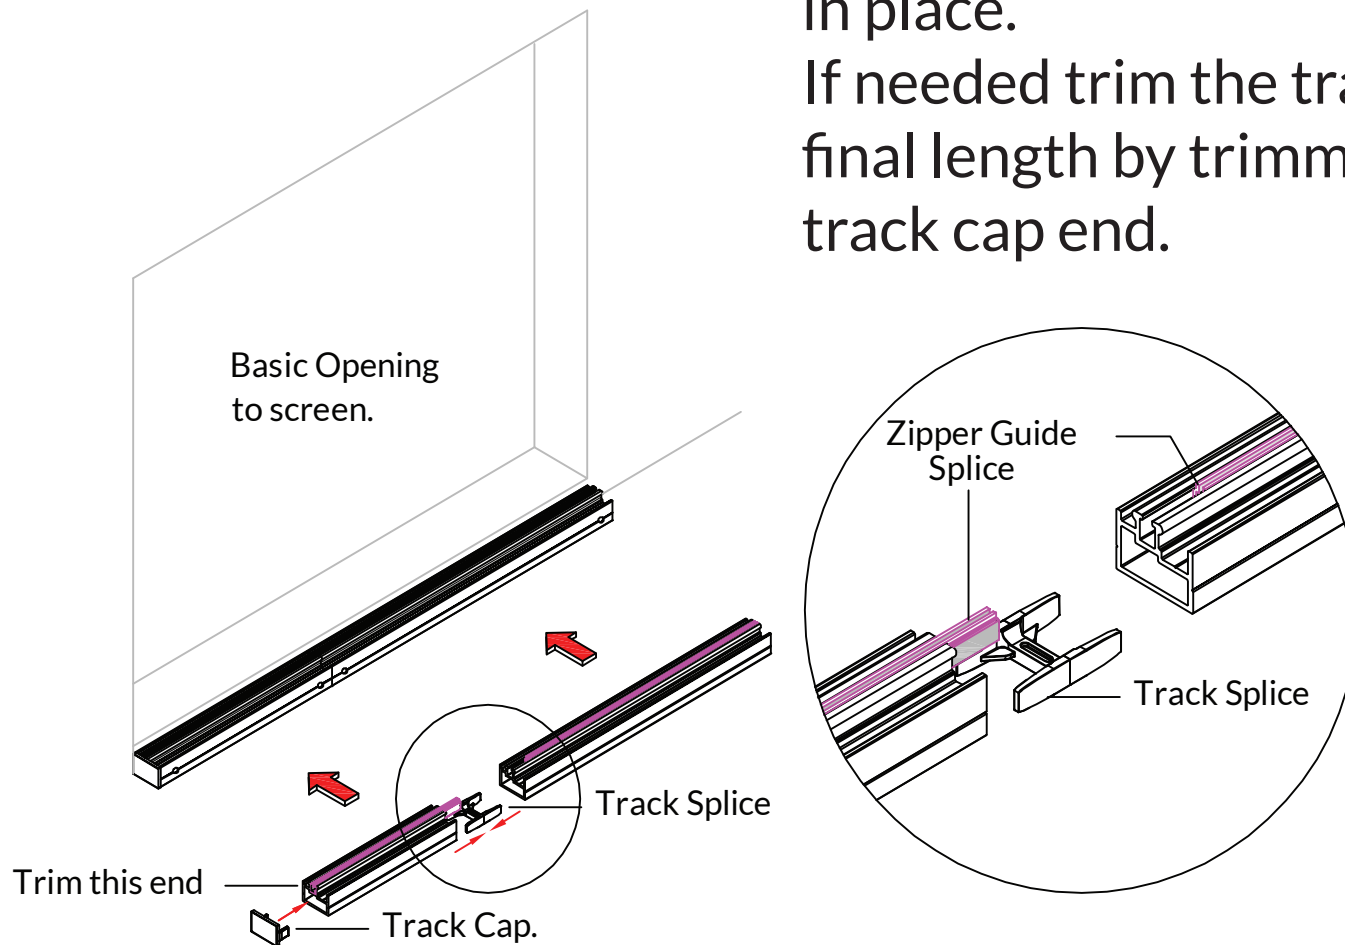 in place.
If needed trim the tra
final length by trimm
track cap end.
Basic Opening
to screen.
Zipper Guide
Splice
Track Splice
Track Splice
Trim this end
Track Cap.